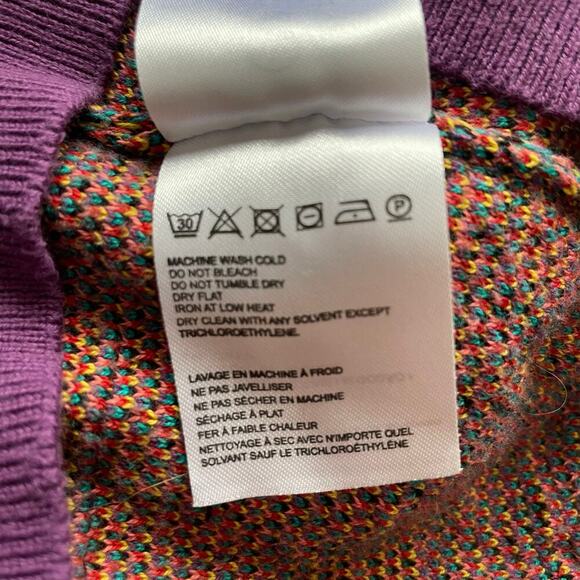 30 P
MACHINE WASH COLD
DO NOT BLEACH
DO NOT TUMBLE DRY
DRY FLAT
IRON AT LOW HEAT
DRY CLEAN WITH ANY SOLVENT EXCEPT
TRICHLOROETHYLENE.
LAVAGE EN MACHINE À FROID
NE PAS JAVELLISER
NE PAS SÉCHER EN MACHINE
SÉCHAGE À PLAT
FER À FAIBLE CHALEUR
NETTOYAGE À SEC AVEC N'IMPORTE QUEL
SOLVANT SAUF LE TRICHLOROÉTHYLÈNE